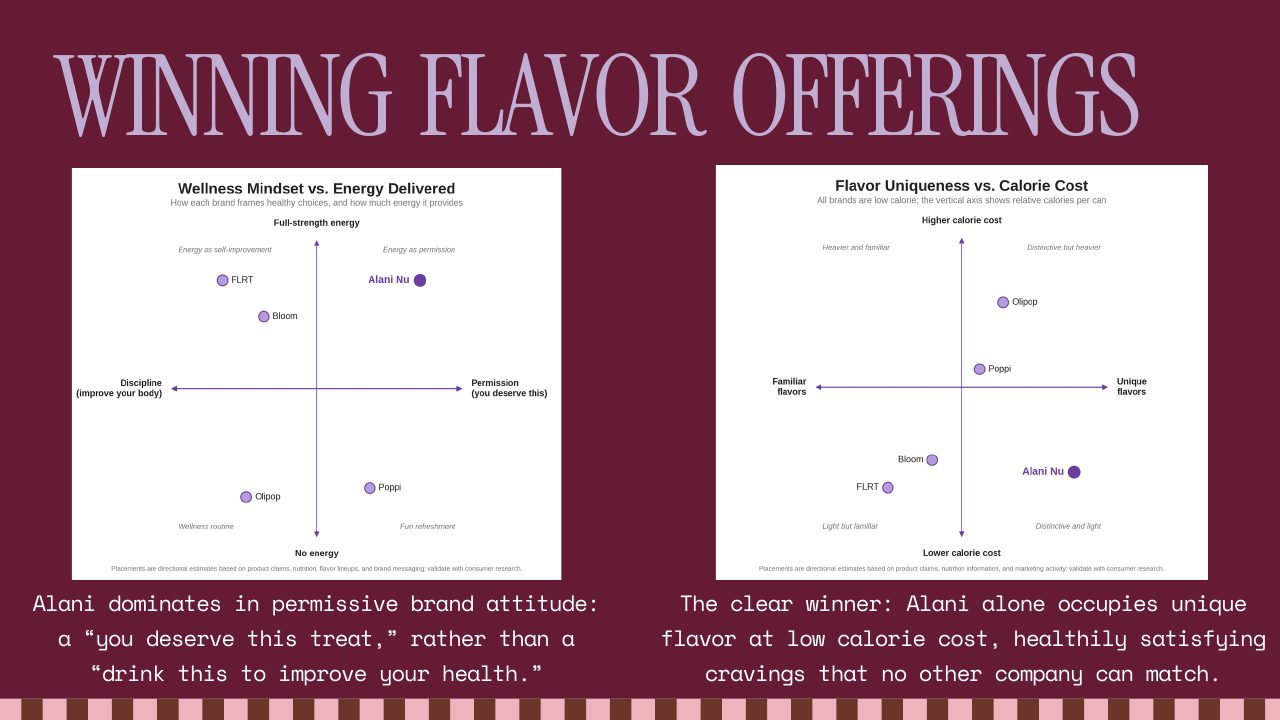 WINNING FLAVOR OFFERINGS
Wellness Mindset vs. Energy Delivered
How each brand frames healthy choices, and how much energy it provides
Full-strength energy
Energy as self-improvement
Energy as permission
FLRT
Alani Nu
Bloom
Discipline
(improve your body)
Permission
(you deserve this)
Olipop
Poppi
Wellness routine
Fun refreshment
No energy
Placements are directional estimates based on product claims, nutrition, flavor lineups, and brand messaging; validate with consumer research.
Alani dominates in permissive brand attitude:
a “you deserve this treat,” rather than a
“drink this to improve your health.”
Flavor Uniqueness vs. Calorie Cost
All brands are low calorie; the vertical axis shows relative calories per can
Higher calorie cost
Heavier and familiar
Distinctive but heavier
Olipop
Poppi
Familiar
flavors
Unique
flavors
Bloom
Alani Nu
FLRT
Light but familiar
Distinctive and light
Lower calorie cost
Placements are directional estimates based on product claims, nutrition information, and marketing activity; validate with consumer research.
The clear winner: Alani alone occupies unique
flavor at low calorie cost, healthily satisfying
cravings that no other company can match.